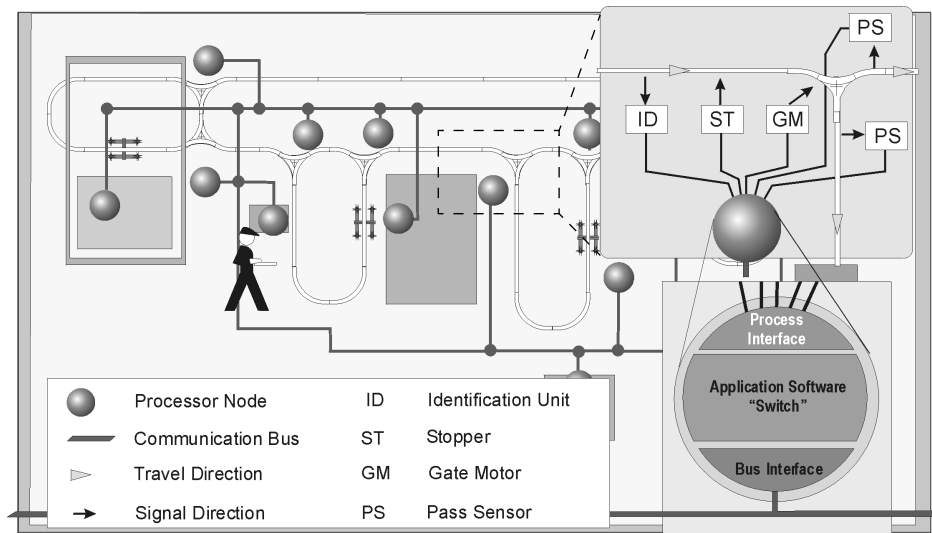 PS
ID
ST
GM
PS
Process
Interface
Application Software
“Switch”
Bus Interface
Processor Node
ID
Identification Unit
Communication Bus
ST
Stopper
Travel Direction
GM
Gate Motor
Signal Direction
PS
Pass Sensor